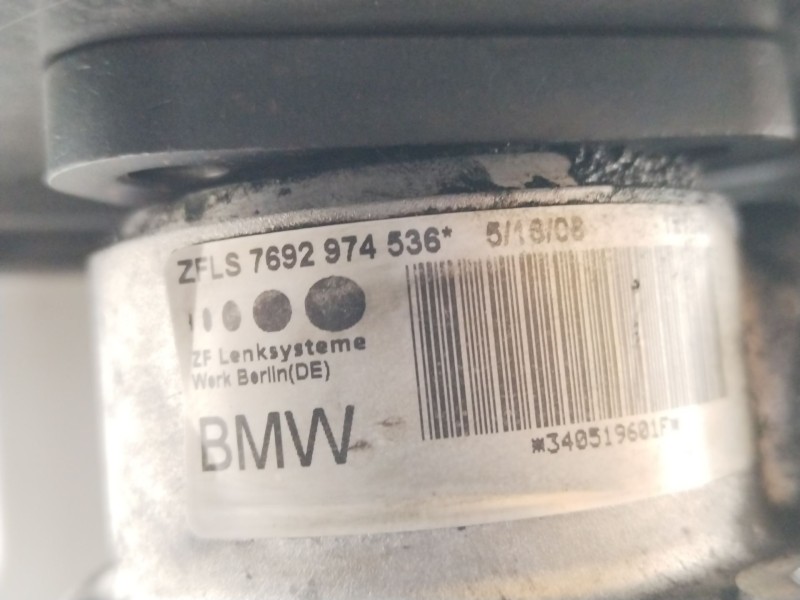 ZFLS 7692 974 536* 5/16/08
ZF Lenksysteme
Werk Berlin(DE)
BMW
*340519601F*